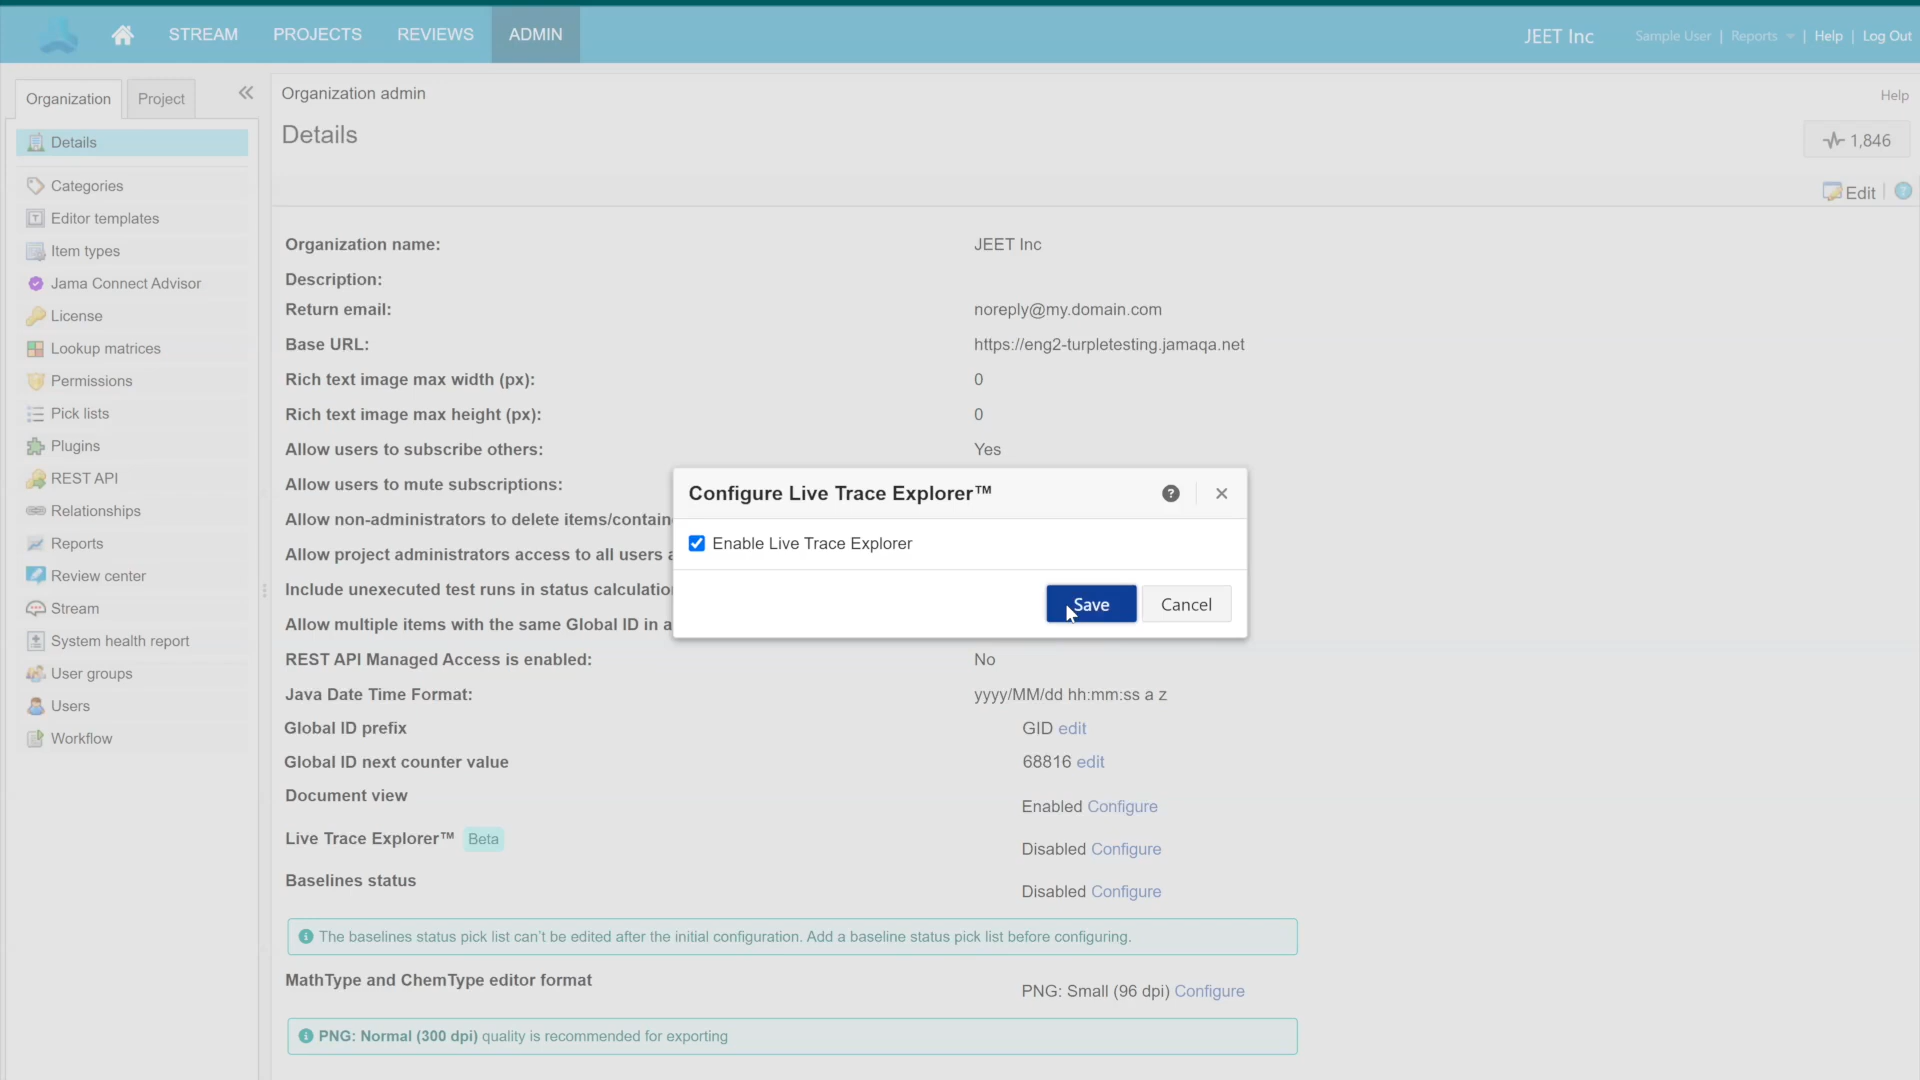 STREAM PROJECTS REVIEWS ADMIN JEET Inc Sample User | Reports | Help | Log Out
Organization Project
Details
Categories
Editor templates
Item types
Jama Connect Advisor
License
Lookup matrices
Permissions
Pick lists
Plugins
REST API
Relationships
Reports
Review center
Stream
System health report
User groups
Users
Workflow
Organization admin Help
Details
1,846
Edit
Organization name: JEET Inc
Description:
Return email: noreply@my.domain.com
Base URL: https://eng2-turpletesting.jamaqa.net
Rich text image max width (px): 0
Rich text image max height (px): 0
Allow users to subscribe others: Yes
Allow users to mute subscriptions:
Allow non-administrators to delete items/contain
Allow project administrators access to all users
Include unexecuted test runs in status calculatio
Allow multiple items with the same Global ID in a
Configure Live Trace Explorer™
Enable Live Trace Explorer
Save Cancel
REST API Managed Access is enabled: No
Java Date Time Format: yyyy/MM/dd hh:mm:ss a z
Global ID prefix GID edit
Global ID next counter value 68816 edit
Document view Enabled Configure
Live Trace Explorer™ Beta Disabled Configure
Baselines status Disabled Configure
The baselines status pick list can't be edited after the initial configuration. Add a baseline status pick list before configuring.
MathType and ChemType editor format PNG: Small (96 dpi) Configure
PNG: Normal (300 dpi) quality is recommended for exporting